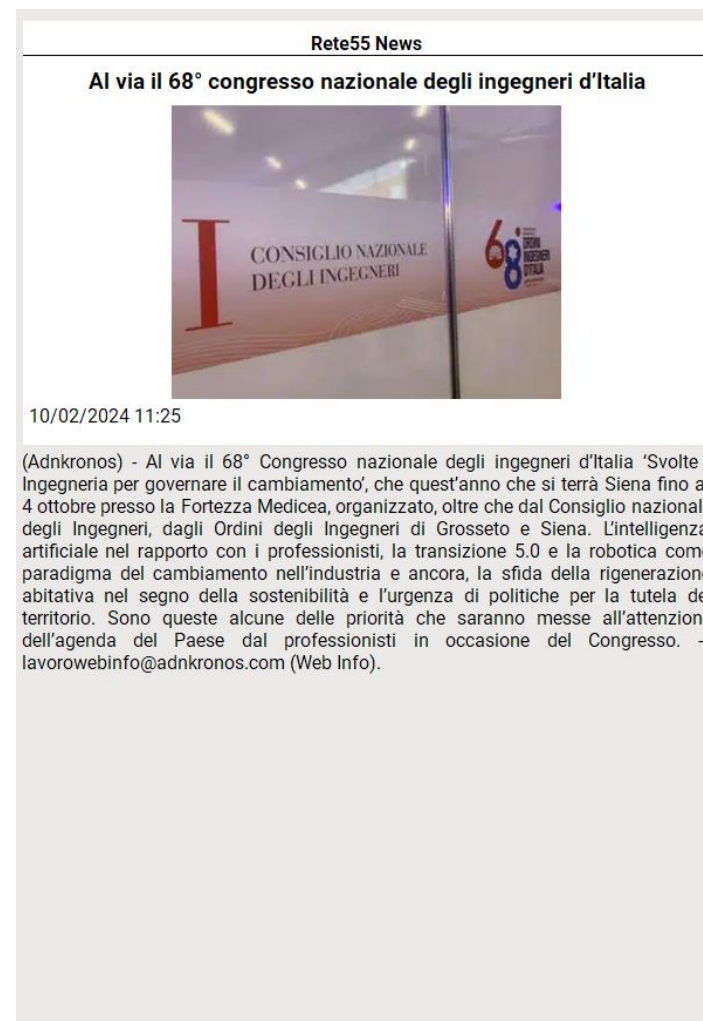 Rete55 News
Al via il 68° congresso nazionale degli ingegneri d’Italia
I CONSIGLIO NAZIONALE
DEGLI INGEGNERI
68°
ORDINI
INGEGNERI
D'ITALIA
10/02/2024 11:25
(Adnkronos) - Al via il 68° Congresso nazionale degli ingegneri d’Italia ‘Svolte
Ingegneria per governare il cambiamento’, che quest’anno che si terrà Siena fino a
4 ottobre presso la Fortezza Medicea, organizzato, oltre che dal Consiglio nazional
degli Ingegneri, dagli Ordini degli Ingegneri di Grosseto e Siena. L’intelligenza
artificiale nel rapporto con i professionisti, la transizione 5.0 e la robotica come
paradigma del cambiamento nell’industria e ancora, la sfida della rigenerazione
abitativa nel segno della sostenibilità e l’urgenza di politiche per la tutela de
territorio. Sono queste alcune delle priorità che saranno messe all’attenzion
dell’agenda del Paese dal professionisti in occasione del Congresso. -
lavorowebinfo@adnkronos.com (Web Info).